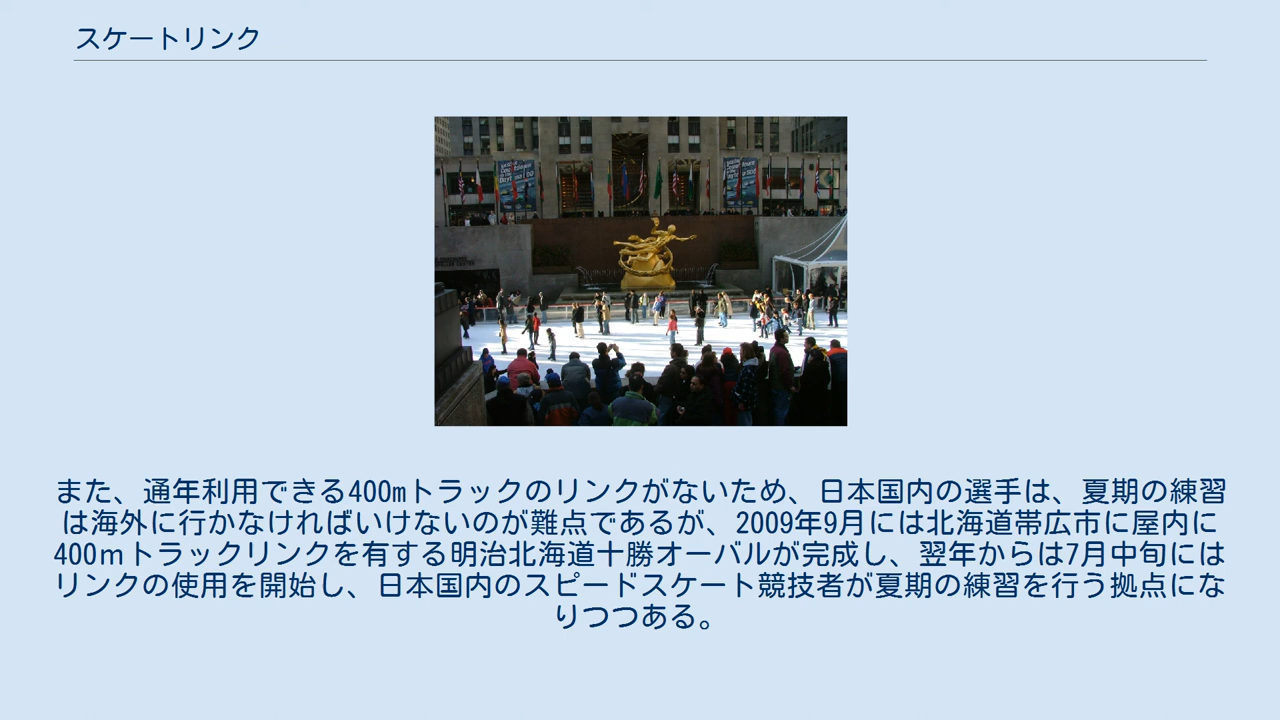 スケートリンク
また、通年利用できる400mトラックのリンクがないため、日本国内の選手は、夏期の練習
は海外に行かなければいけないのが難点であるが、2009年9月には北海道帯広市に屋内に
400ｍトラックリンクを有する明治北海道十勝オーバルが完成し、翌年からは7月中旬には
リンクの使用を開始し、日本国内のスピードスケート競技者が夏期の練習を行う拠点にな
りつつある。